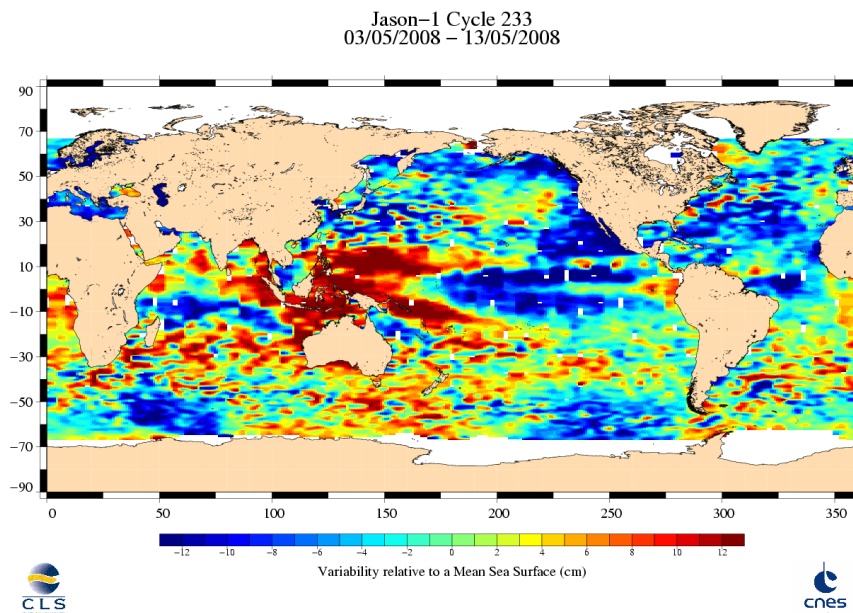 Jason−1 Cycle 233
03/05/2008 − 13/05/2008
90
70
50
30
10
−10
−30
−50
−70
−90
0 50 100 150 200 250 300 350
−12 −10 −8 −6 −4 −2 0 2 4 6 8 10 12
Variability relative to a Mean Sea Surface (cm)
CLS
cnes